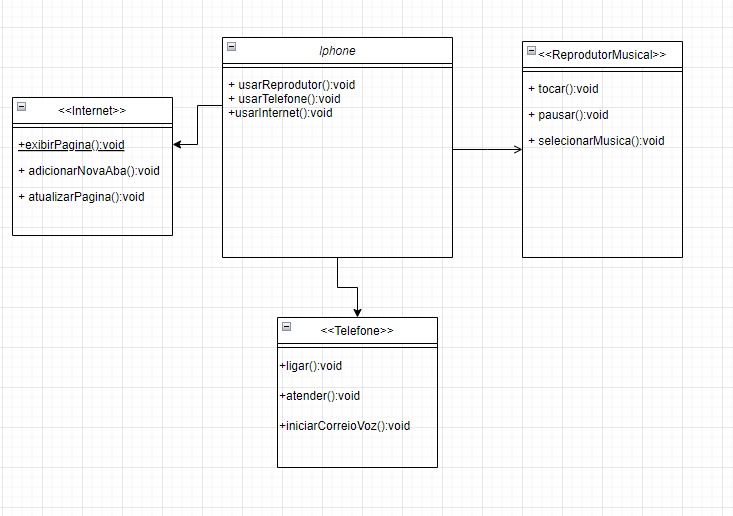 Iphone
+ usarReprodutor():void
+ usarTelefone():void
+usarInternet():void
<<ReprodutorMusical>>
+ tocar():void
+ pausar():void
+ selecionarMusica():void
<<Internet>>
+exibirPagina():void
+ adicionarNovaAba():void
+ atualizarPagina():void
<<Telefone>>
+ligar():void
+atender():void
+iniciarCorreioVoz():void